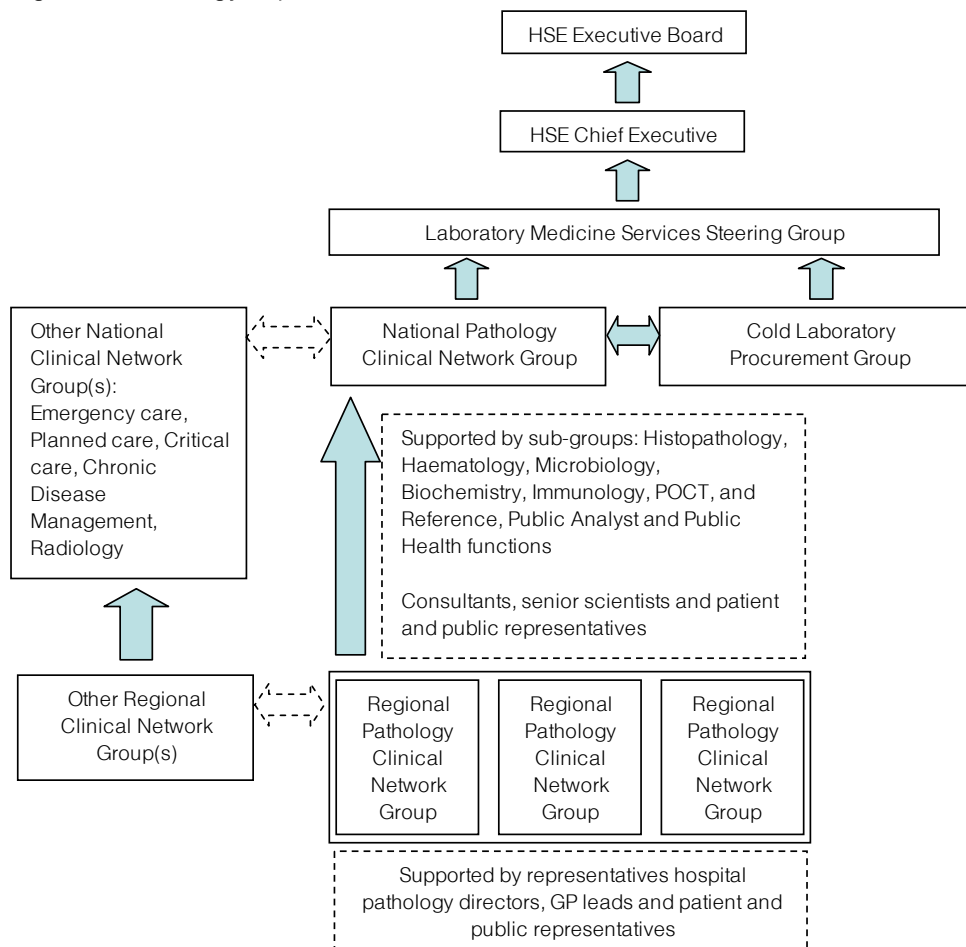 HSE Executive Board
HSE Chief Executive
Laboratory Medicine Services Steering Group
Other National
Clinical Network
Group(s):
Emergency care,
Planned care, Critical
care, Chronic
Disease
Management,
Radiology
National Pathology
Clinical Network Group
Cold Laboratory
Procurement Group
Supported by sub-groups: Histopathology,
Haematology, Microbiology,
Biochemistry, Immunology, POCT, and
Reference, Public Analyst and Public
Health functions
Consultants, senior scientists and patient
and public representatives
Other Regional
Clinical Network
Group(s)
Regional
Pathology
Clinical
Network
Group
Regional
Pathology
Clinical
Network
Group
Regional
Pathology
Clinical
Network
Group
Supported by representatives hospital
pathology directors, GP leads and patient and
public representatives